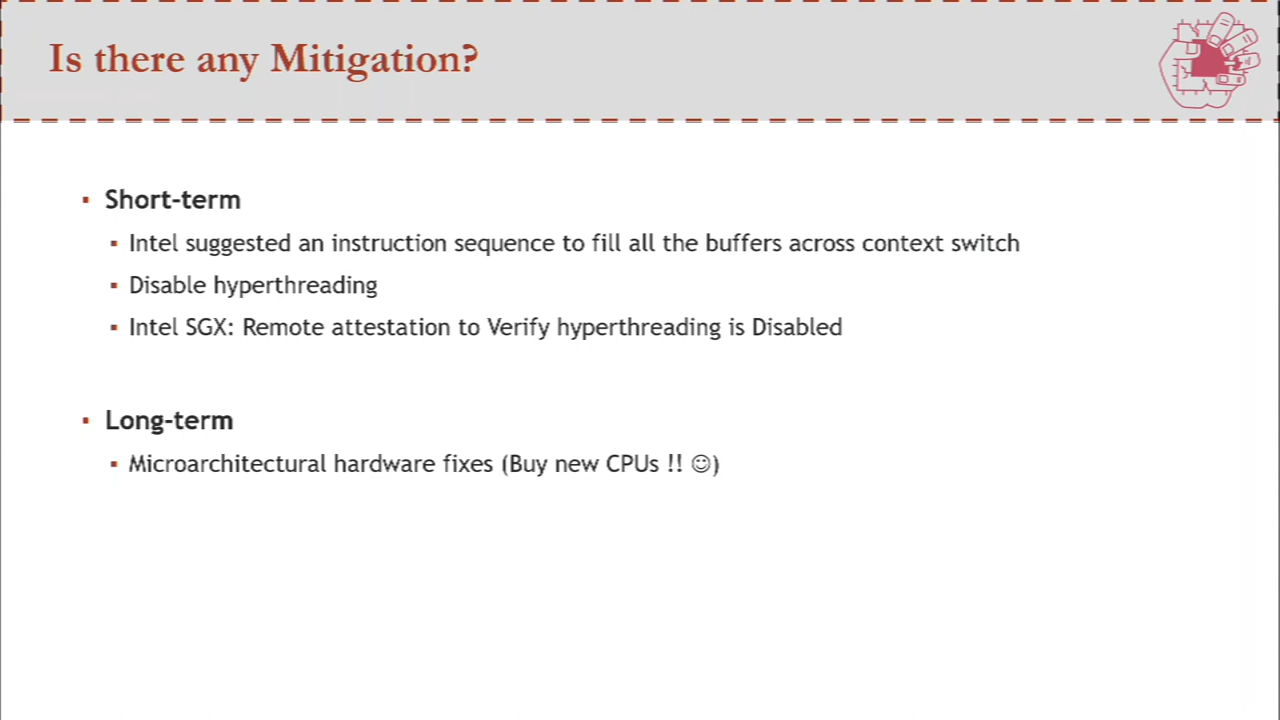 Is there any Mitigation?
▪ Short-term
▪ Intel suggested an instruction sequence to fill all the buffers across context switch
▪ Disable hyperthreading
▪ Intel SGX: Remote attestation to Verify hyperthreading is Disabled
▪ Long-term
▪ Microarchitectural hardware fixes (Buy new CPUs !! ☺)